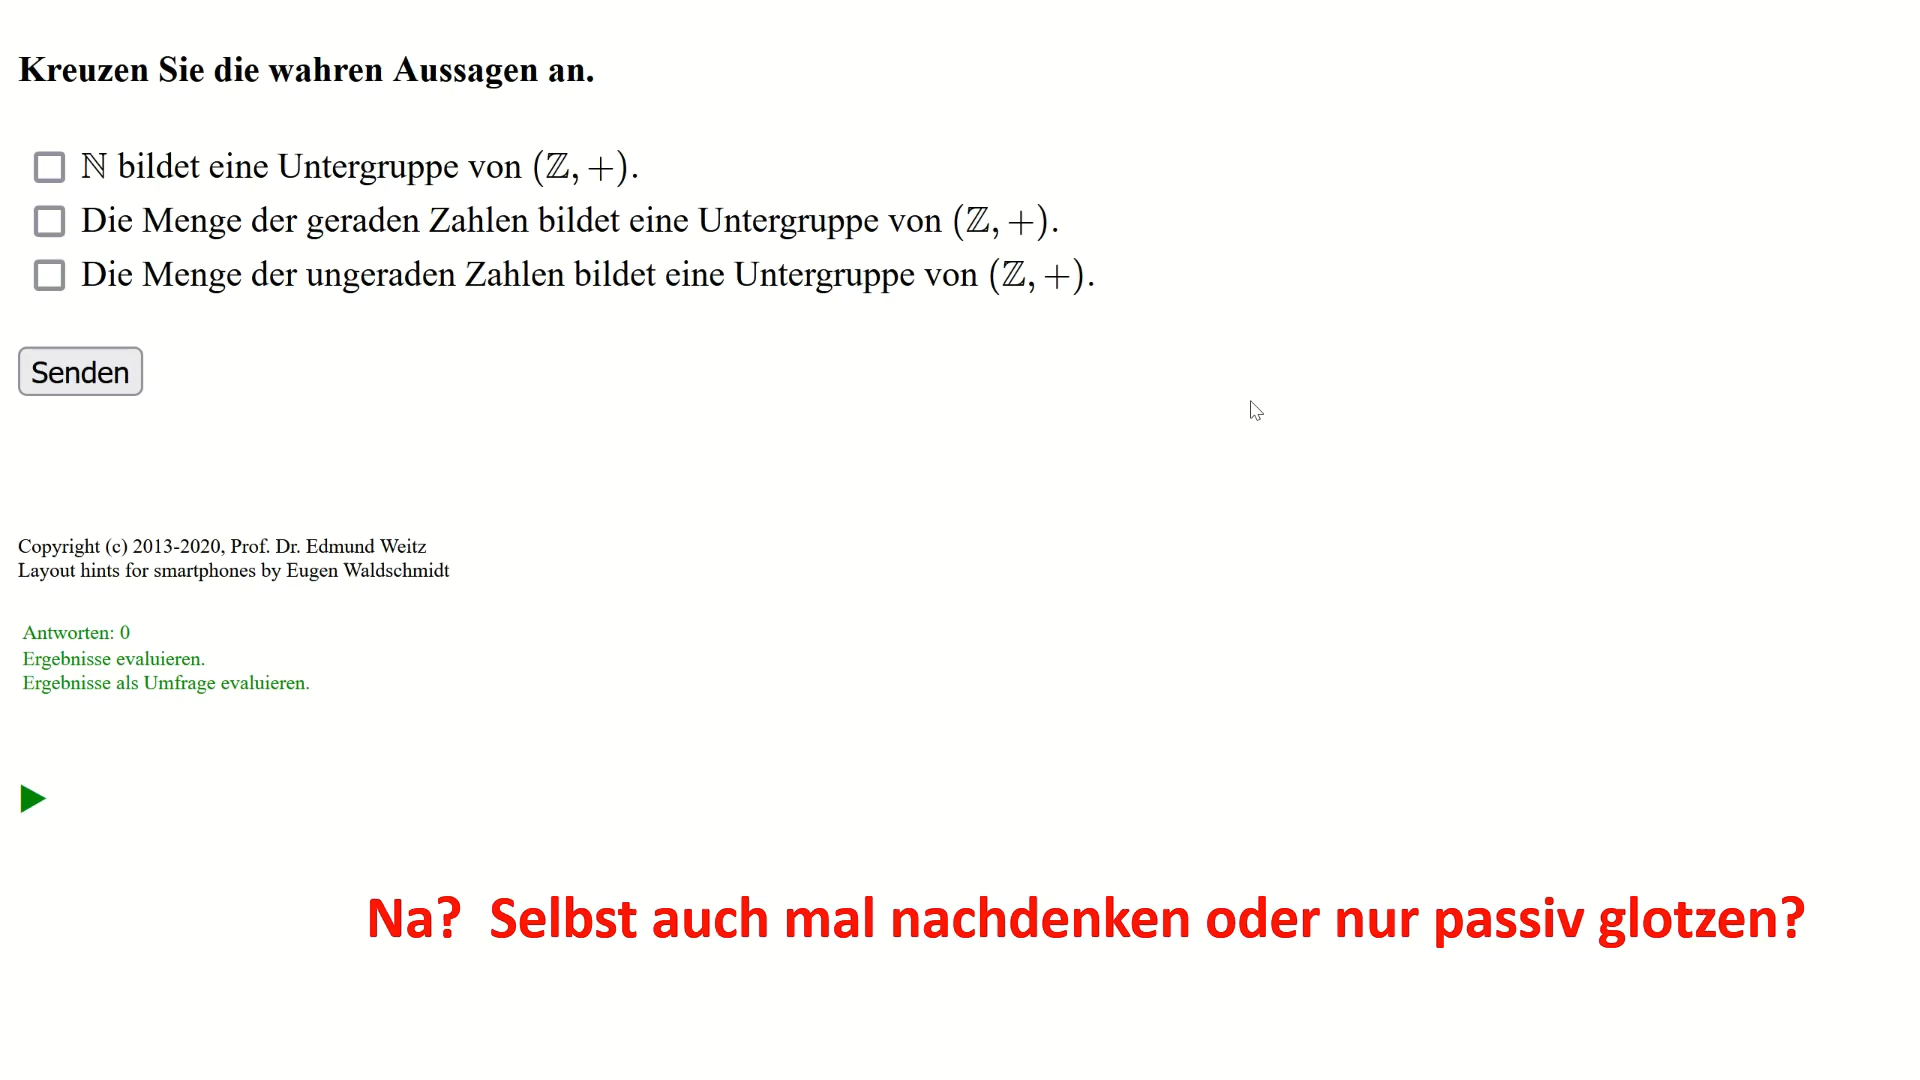 Kreuzen Sie die wahren Aussagen an.
ℕ bildet eine Untergruppe von (ℤ, +).
Die Menge der geraden Zahlen bildet eine Untergruppe von (ℤ, +).
Die Menge der ungeraden Zahlen bildet eine Untergruppe von (ℤ, +).
Senden
Copyright (c) 2013-2020, Prof. Dr. Edmund Weitz
Layout hints for smartphones by Eugen Waldschmidt
Antworten: 0
Ergebnisse evaluieren.
Ergebnisse als Umfrage evaluieren.
Na? Selbst auch mal nachdenken oder nur passiv glotzen?